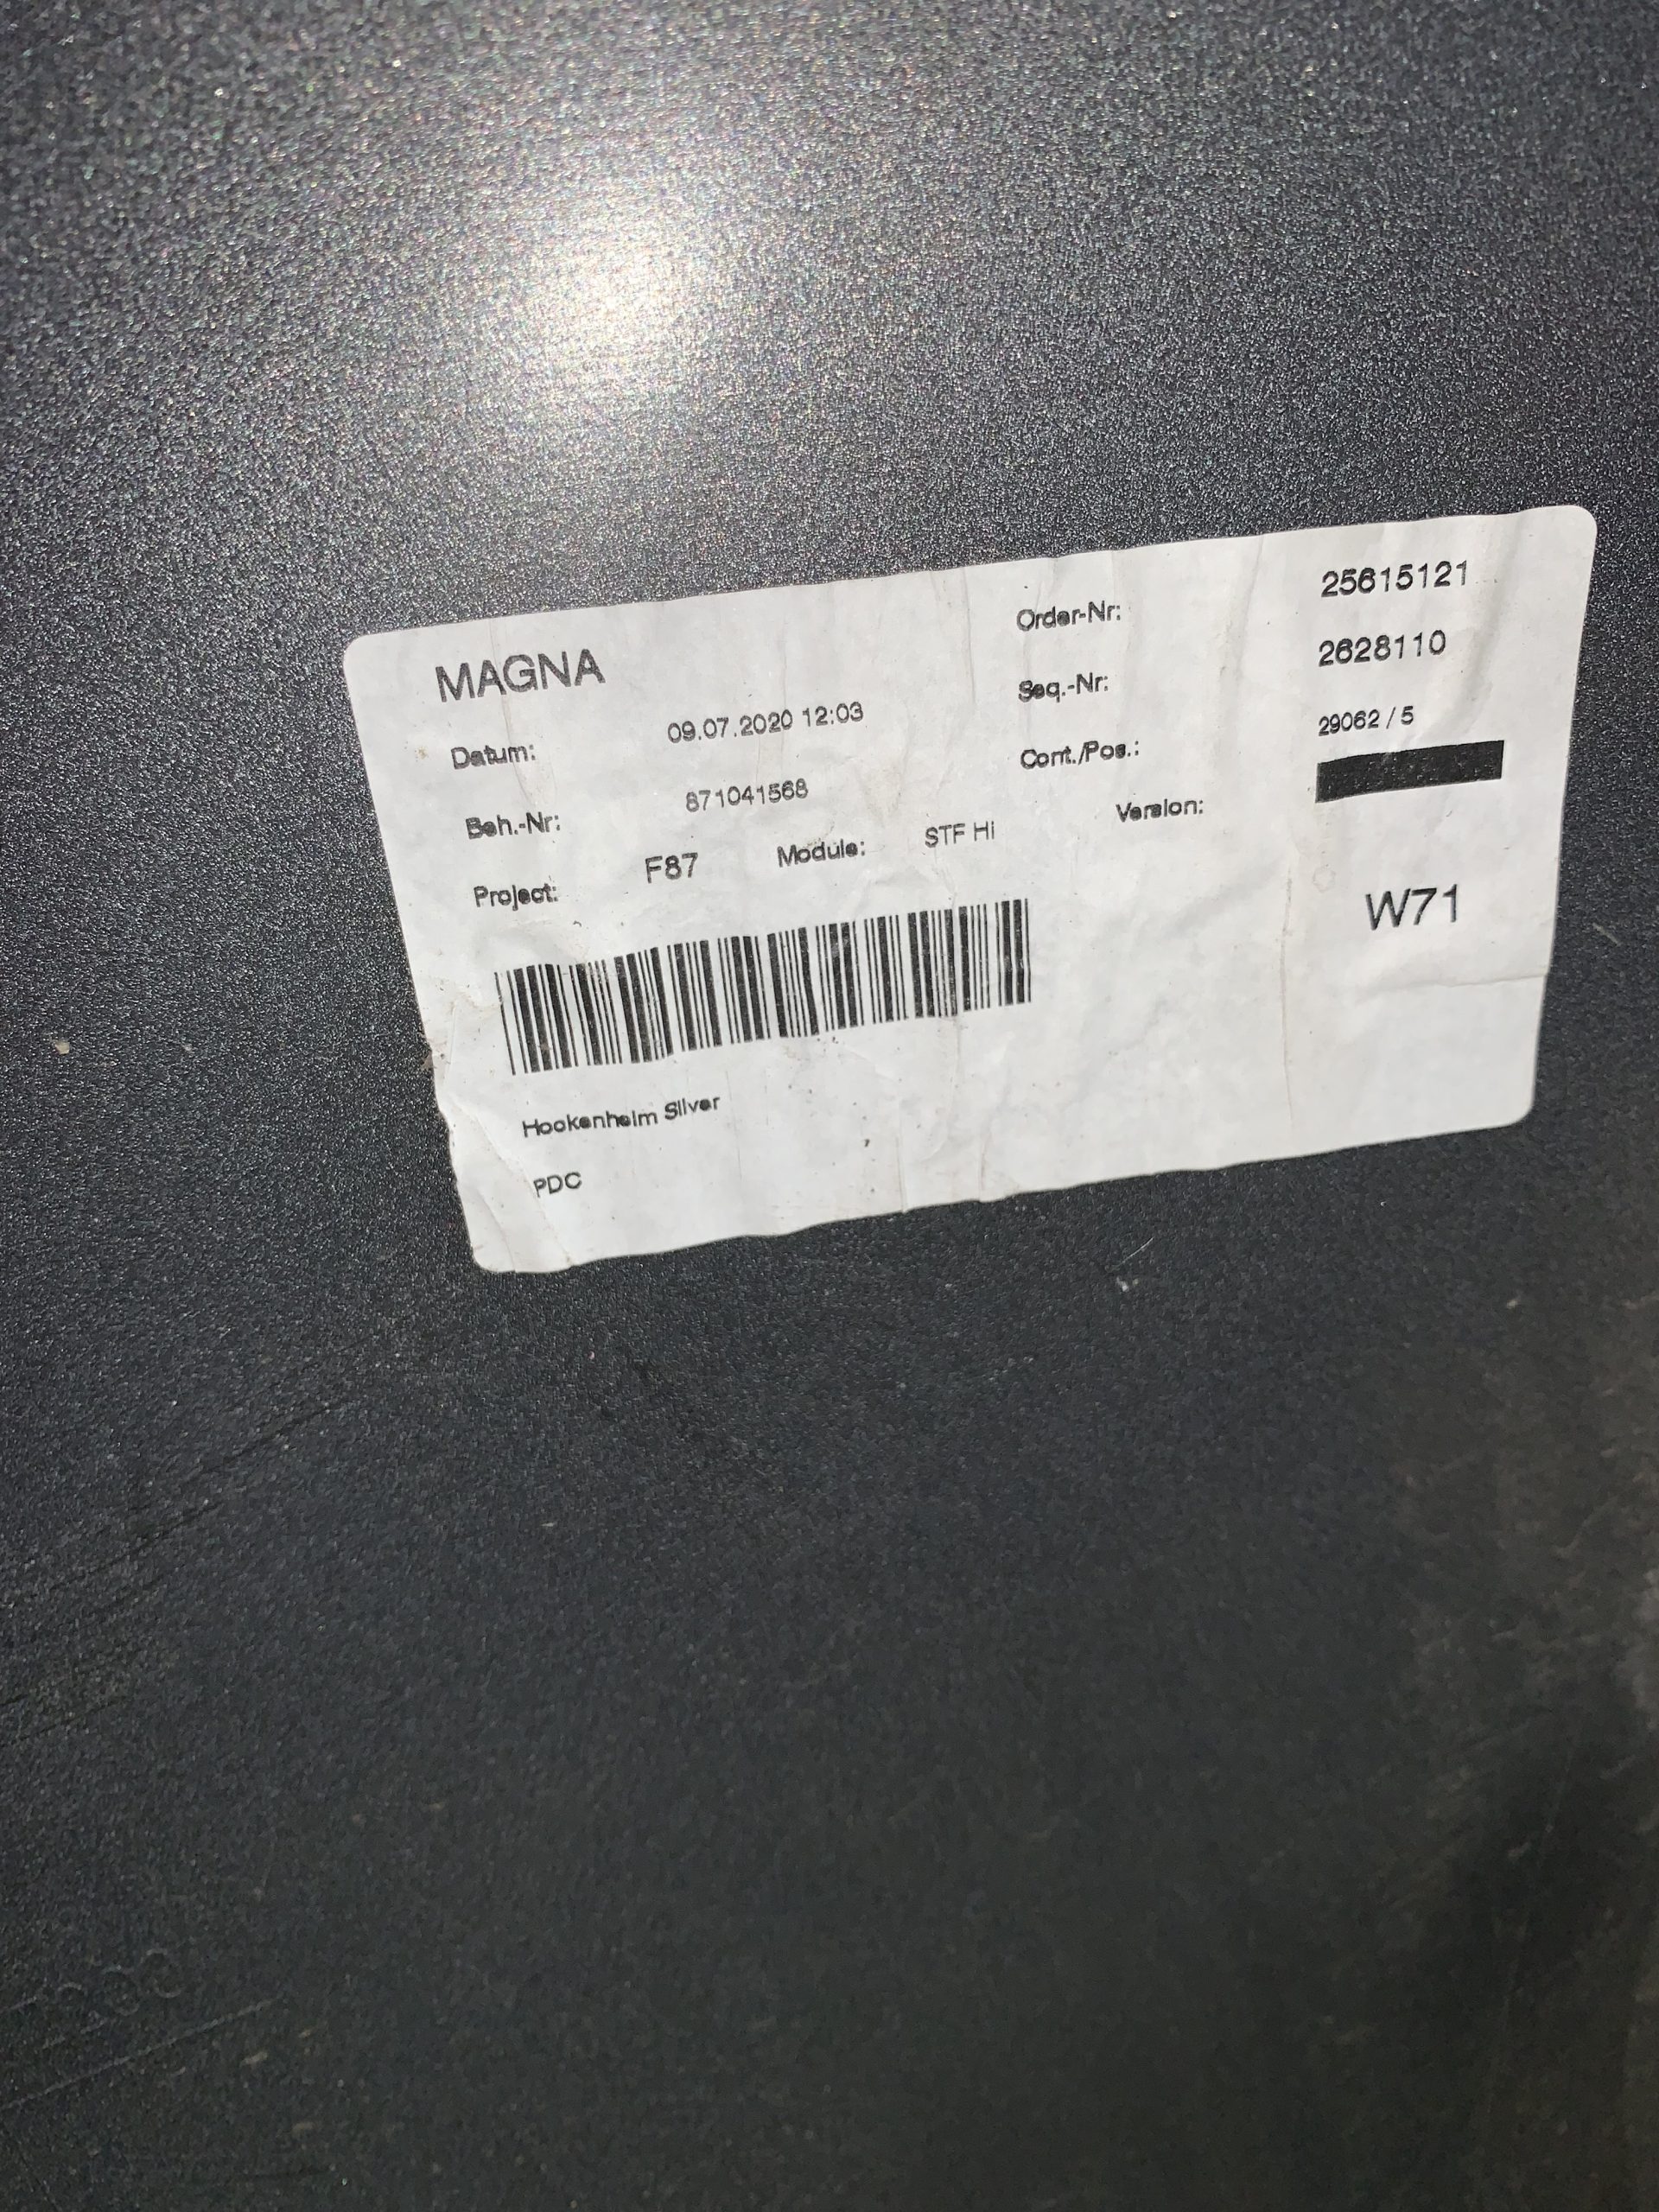 MAGNA
Order-Nr: 25615121
Datum: 09.07.2020 12:03
Seq.-Nr: 2628110
Beh.-Nr: 871041568
Cont./Pos.: 29062 / 5
Project: F87 Module: STF Hi Version:
W71
Hockenheim Silver
PDC